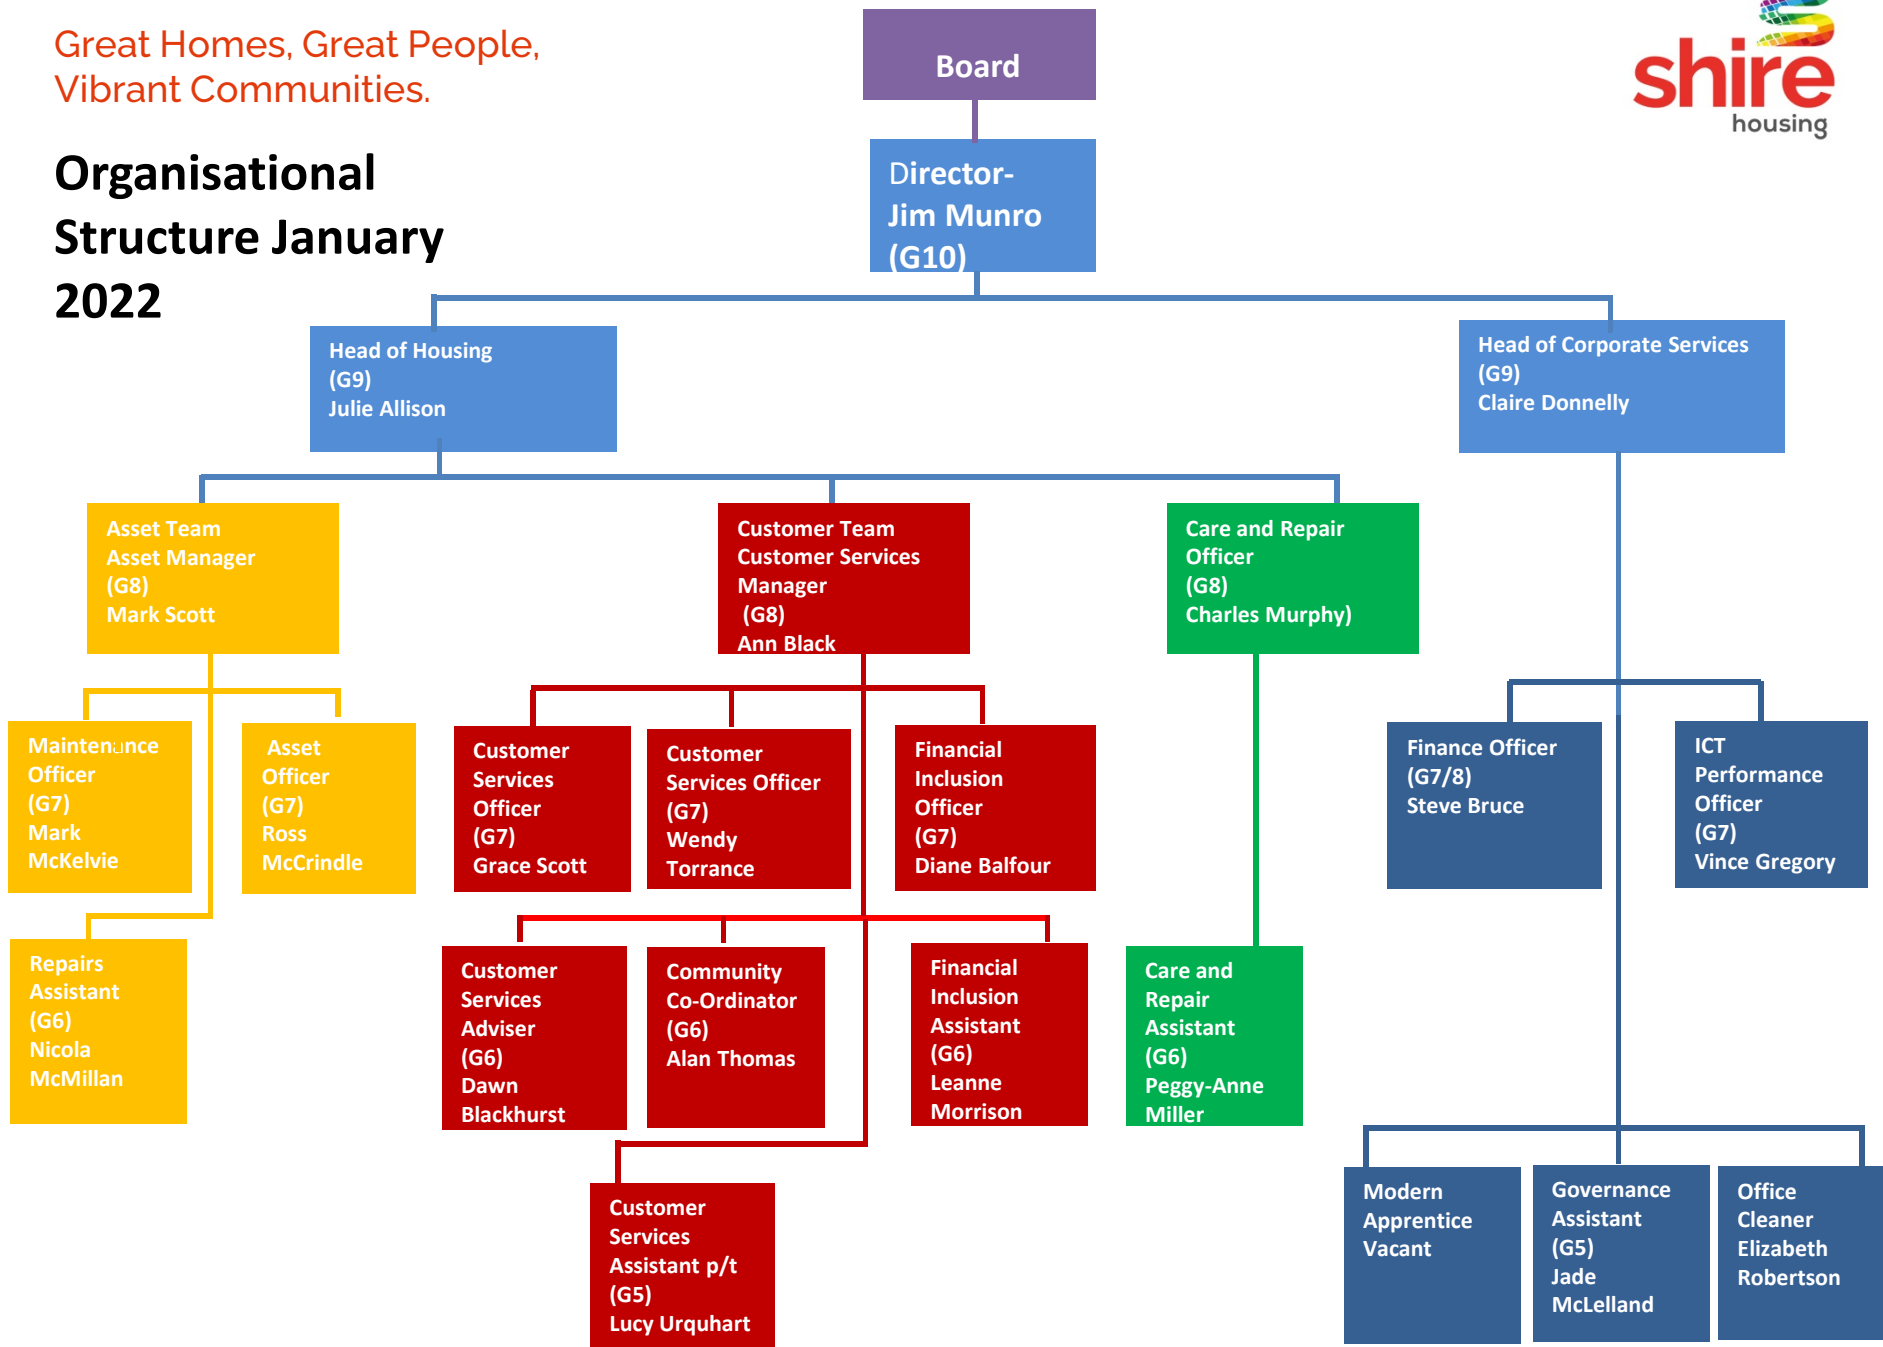 Great Homes, Great People,
Vibrant Communities.
Organisational
Structure January
2022
shire
housing
Board
Director-
Jim Munro
(G10)
Head of Housing
(G9)
Julie Allison
Head of Corporate Services
(G9)
Claire Donnelly
Asset Team
Asset Manager
(G8)
Mark Scott
Customer Team
Customer Services
Manager
(G8)
Ann Black
Care and Repair
Officer
(G8)
Charles Murphy)
Maintenance
Officer
(G7)
Mark
McKelvie
Asset
Officer
(G7)
Ross
McCrindle
Customer
Services
Officer
(G7)
Grace Scott
Customer
Services Officer
(G7)
Wendy
Torrance
Financial
Inclusion
Officer
(G7)
Diane Balfour
Finance Officer
(G7/8)
Steve Bruce
ICT
Performance
Officer
(G7)
Vince Gregory
Repairs
Assistant
(G6)
Nicola
McMillan
Customer
Services
Adviser
(G6)
Dawn
Blackhurst
Community
Co-Ordinator
(G6)
Alan Thomas
Financial
Inclusion
Assistant
(G6)
Leanne
Morrison
Care and
Repair
Assistant
(G6)
Peggy-Anne
Miller
Customer
Services
Assistant p/t
(G5)
Lucy Urquhart
Modern
Apprentice
Vacant
Governance
Assistant
(G5)
Jade
McLelland
Office
Cleaner
Elizabeth
Robertson